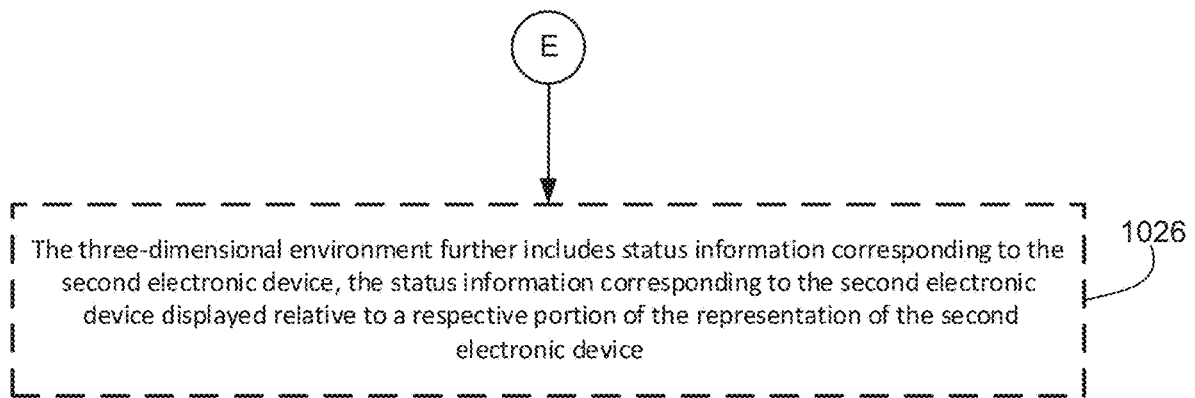 E
The three-dimensional environment further includes status information corresponding to the
second electronic device, the status information corresponding to the second electronic
device displayed relative to a respective portion of the representation of the second
electronic device
1026